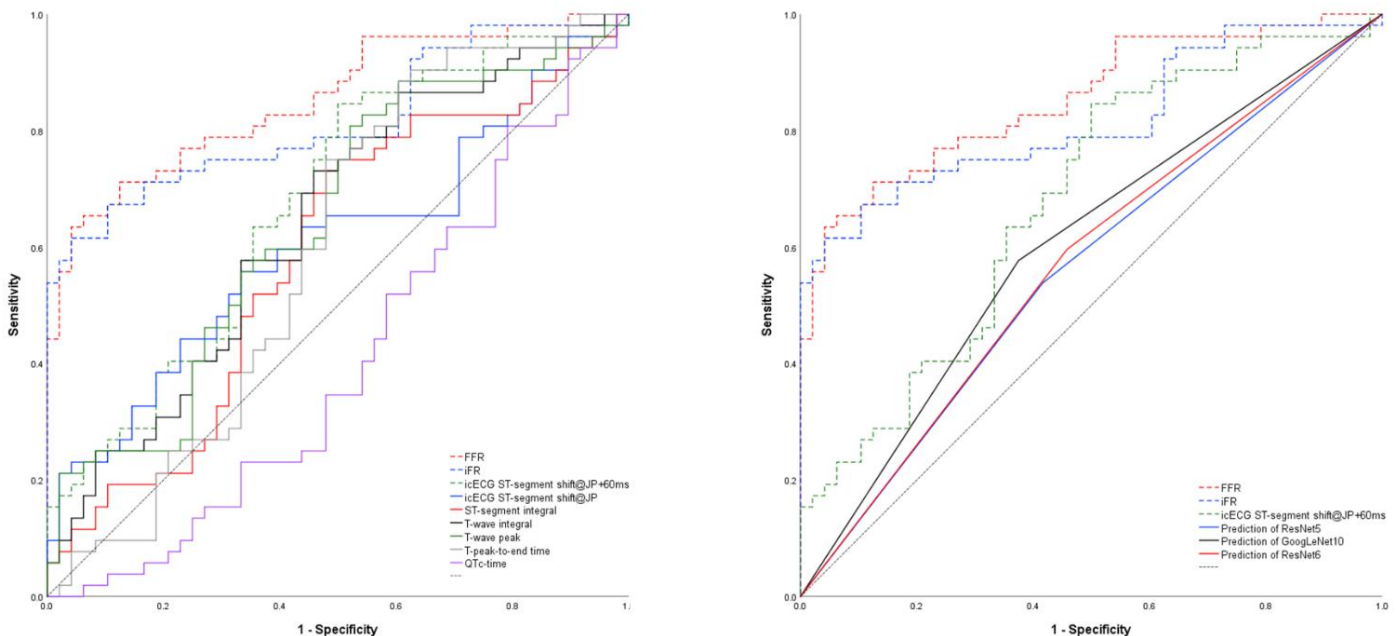 1.0
0.8
0.6
0.4
0.2
0.0
Sensitivity
0.0
0.2
0.4
0.6
0.8
1.
1 - Specificity
FFR
iFR
icECG ST-segment shift@JP+60ms
icECG ST-segment shift@JP
ST-segment integral
T-wave integral
T-wave peak
T-peak-to-end time
QTc-time
1.0
0.8
0.6
0.4
0.2
0.0
Sensitivity
0.0
0.2
0.4
0.6
0.8
1.0
1 - Specificity
FFR
iFR
icECG ST-segment shift@JP+60ms
Prediction of ResNet5
Prediction of GoogLeNet10
Prediction of ResNet6